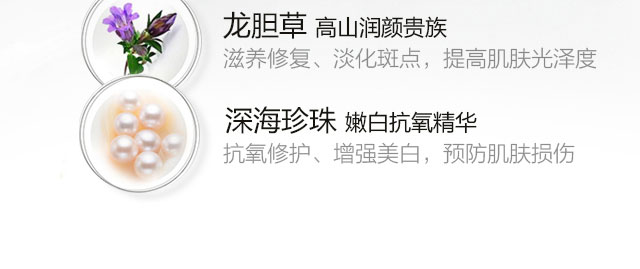 龙胆草 高山润颜贵族
滋养修复、淡化斑点，提高肌肤光泽度
深海珍珠 嫩白抗氧精华
抗氧修护、增强美白，预防肌肤损伤